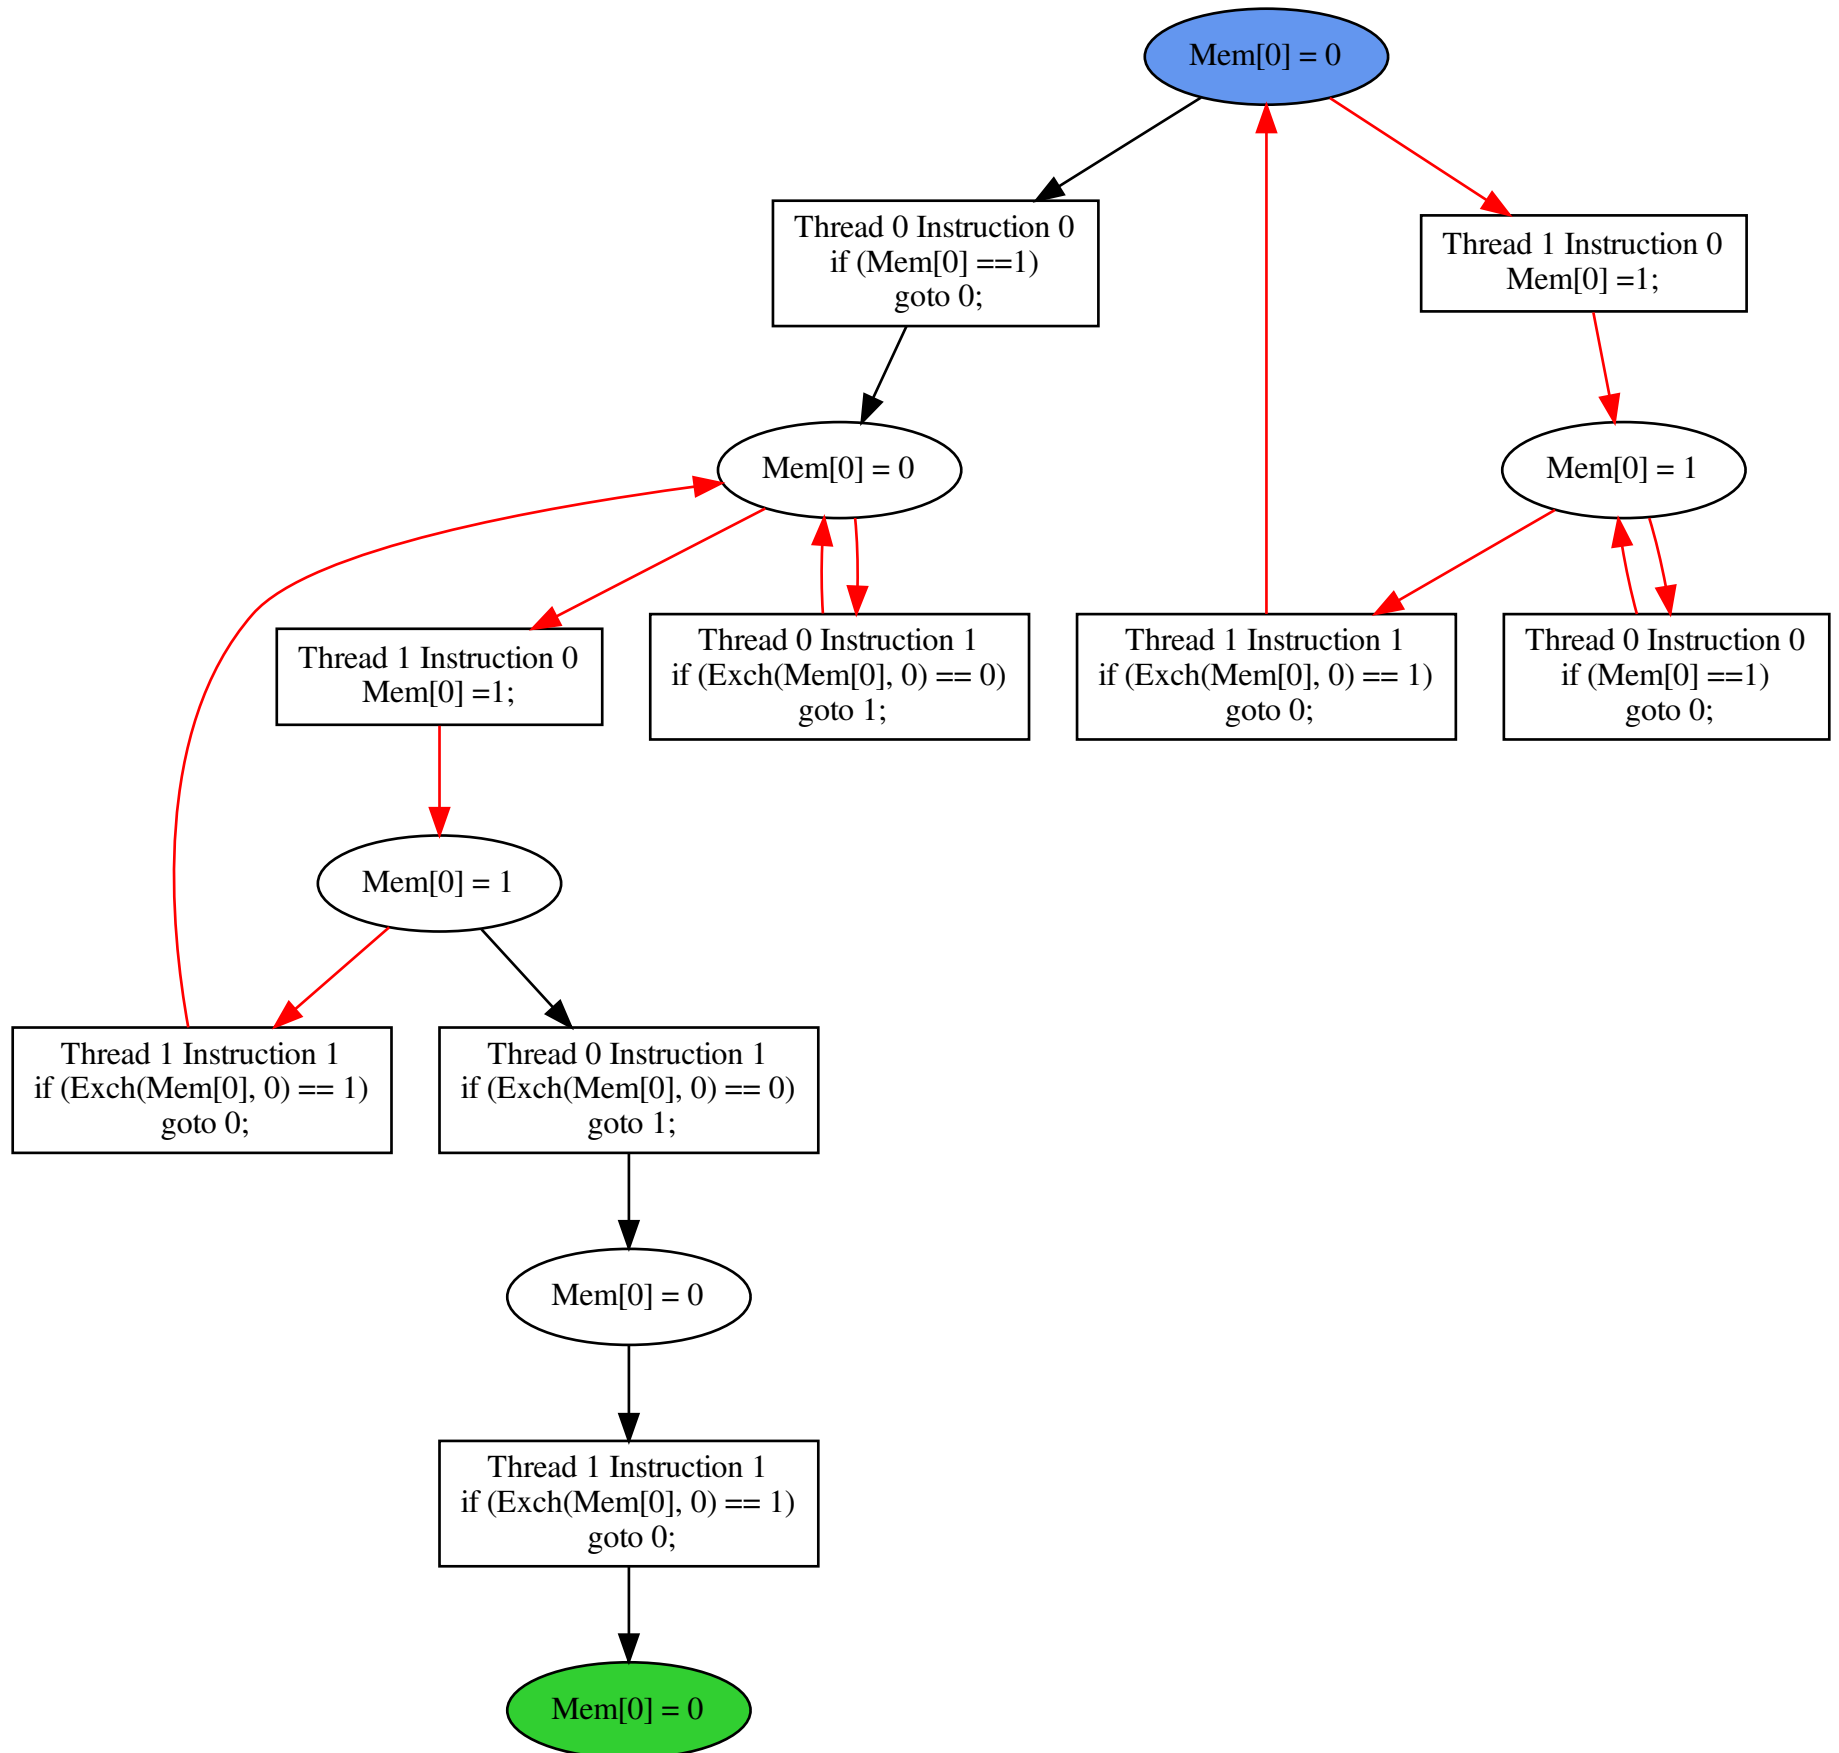 Mem[0] = 0
Thread 0 Instruction 0
if (Mem[0] ==1)
goto 0;
Thread 1 Instruction 0
Mem[0] =1;
Mem[0] = 0
Mem[0] = 1
Thread 1 Instruction 0
Mem[0] =1;
Thread 0 Instruction 1
if (Exch(Mem[0], 0) == 0)
goto 1;
Thread 1 Instruction 1
if (Exch(Mem[0], 0) == 1)
goto 0;
Thread 0 Instruction 0
if (Mem[0] ==1)
goto 0;
Mem[0] = 1
Thread 1 Instruction 1
if (Exch(Mem[0], 0) == 1)
goto 0;
Thread 0 Instruction 1
if (Exch(Mem[0], 0) == 0)
goto 1;
Mem[0] = 0
Thread 1 Instruction 1
if (Exch(Mem[0], 0) == 1)
goto 0;
Mem[0] = 0